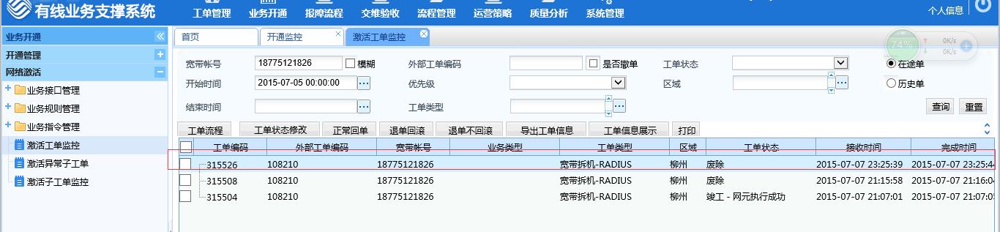 有线业务支撑系统
工单管理 业务开通 报障流程 交维验收 流程管理 运营策略 质量分析 系统管理
个人信息
业务开通
开通管理
网络激活
业务接口管理
业务规则管理
业务指令管理
激活工单监控
激活异常子工单
激活子工单监控
首页 开通监控 激活工单监控
74% 0K/s
0K/s
宽带帐号 18775121826 模糊 外部工单编码 是否撤单 工单状态 在途单
开始时间 2015-07-05 00:00:00 优先级 区域 历史单
结束时间 工单类型 查询 重置
工单流程 工单状态修改 正常回单 退单回滚 退单不回滚 导出工单信息 工单信息展示 打印
工单编码 外部工单编码 宽带帐号 业务类型 工单类型 区域 工单状态 接收时间 完成时间
315526 108210 18775121826 宽带拆机-RADIUS 柳州 废除 2015-07-07 23:25:39 2015-07-07 23:25:44
315508 108210 18775121826 宽带拆机-RADIUS 柳州 废除 2015-07-07 21:15:58 2015-07-07 21:16:04
315504 108210 18775121826 宽带拆机-RADIUS 柳州 竣工 - 网元执行成功 2015-07-07 21:07:01 2015-07-07 21:07:05